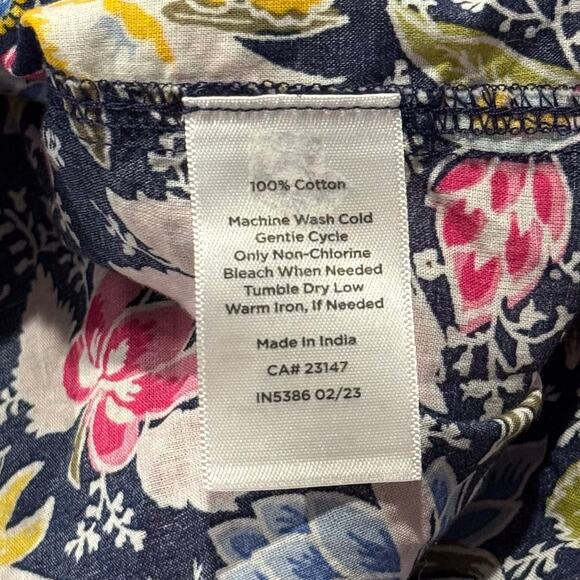 100% Cotton
Machine Wash Cold
Gentle Cycle
Only Non-Chlorine
Bleach When Needed
Tumble Dry Low
Warm Iron, If Needed
Made In India
CA# 23147
IN5386 02/23